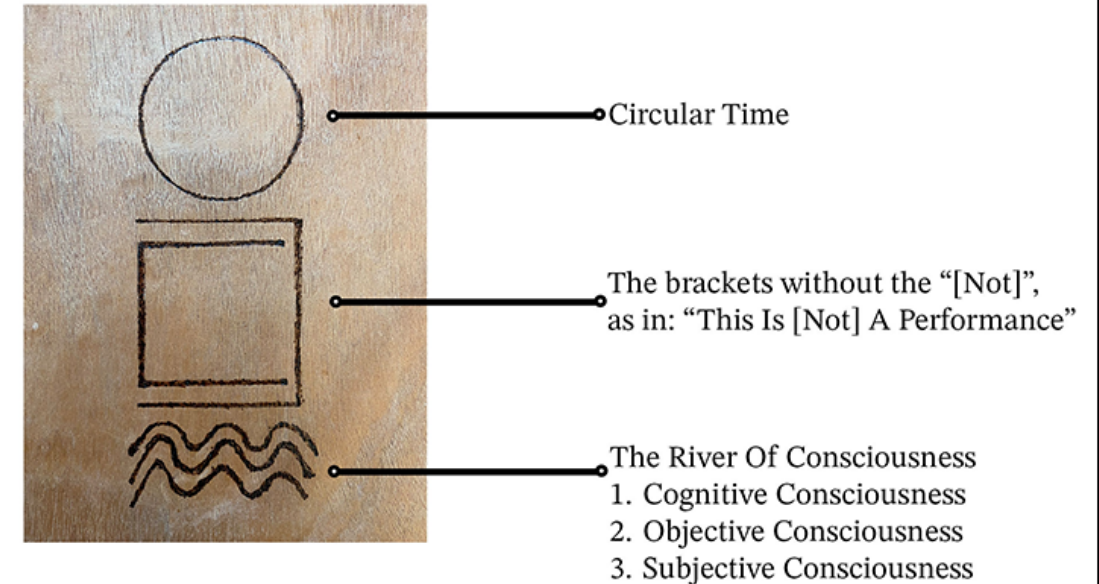 Circular Time
The brackets without the “[Not]”,
as in: “This Is [Not] A Performance”
The River Of Consciousness
1. Cognitive Consciousness
2. Objective Consciousness
3. Subjective Consciousness